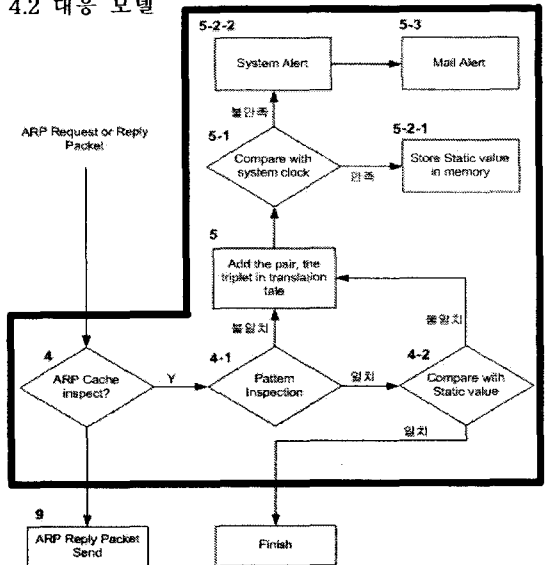 4.2 대응 모델
5-2-2
5-3
System Alert
Mail Alert
불만족
ARP Request or Reply
Packet
5-1
5-2-1
Compare with
system clock
만족
Store Static value
in memory
5
Add the pair, the
triplet in translation
tale
불일치
불일치
4
4-1
4-2
ARP Cache
inspect?
Y
Pattern
Inspection
일치
Compare with
Static value
일치
9
ARP Reply Packet
Send
Finish